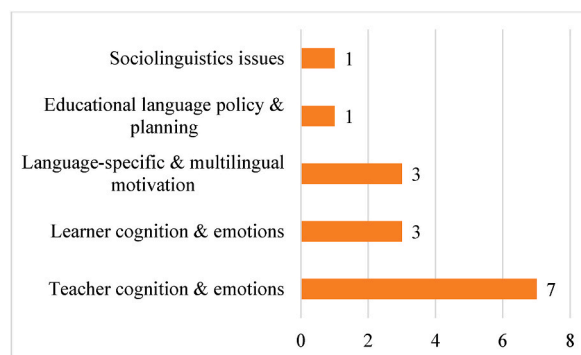 Sociolinguistics issues 1
Educational language policy &
planning 1
Language-specific & multilingual
motivation 3
Learner cognition & emotions 3
Teacher cognition & emotions 7
0 2 4 6 8